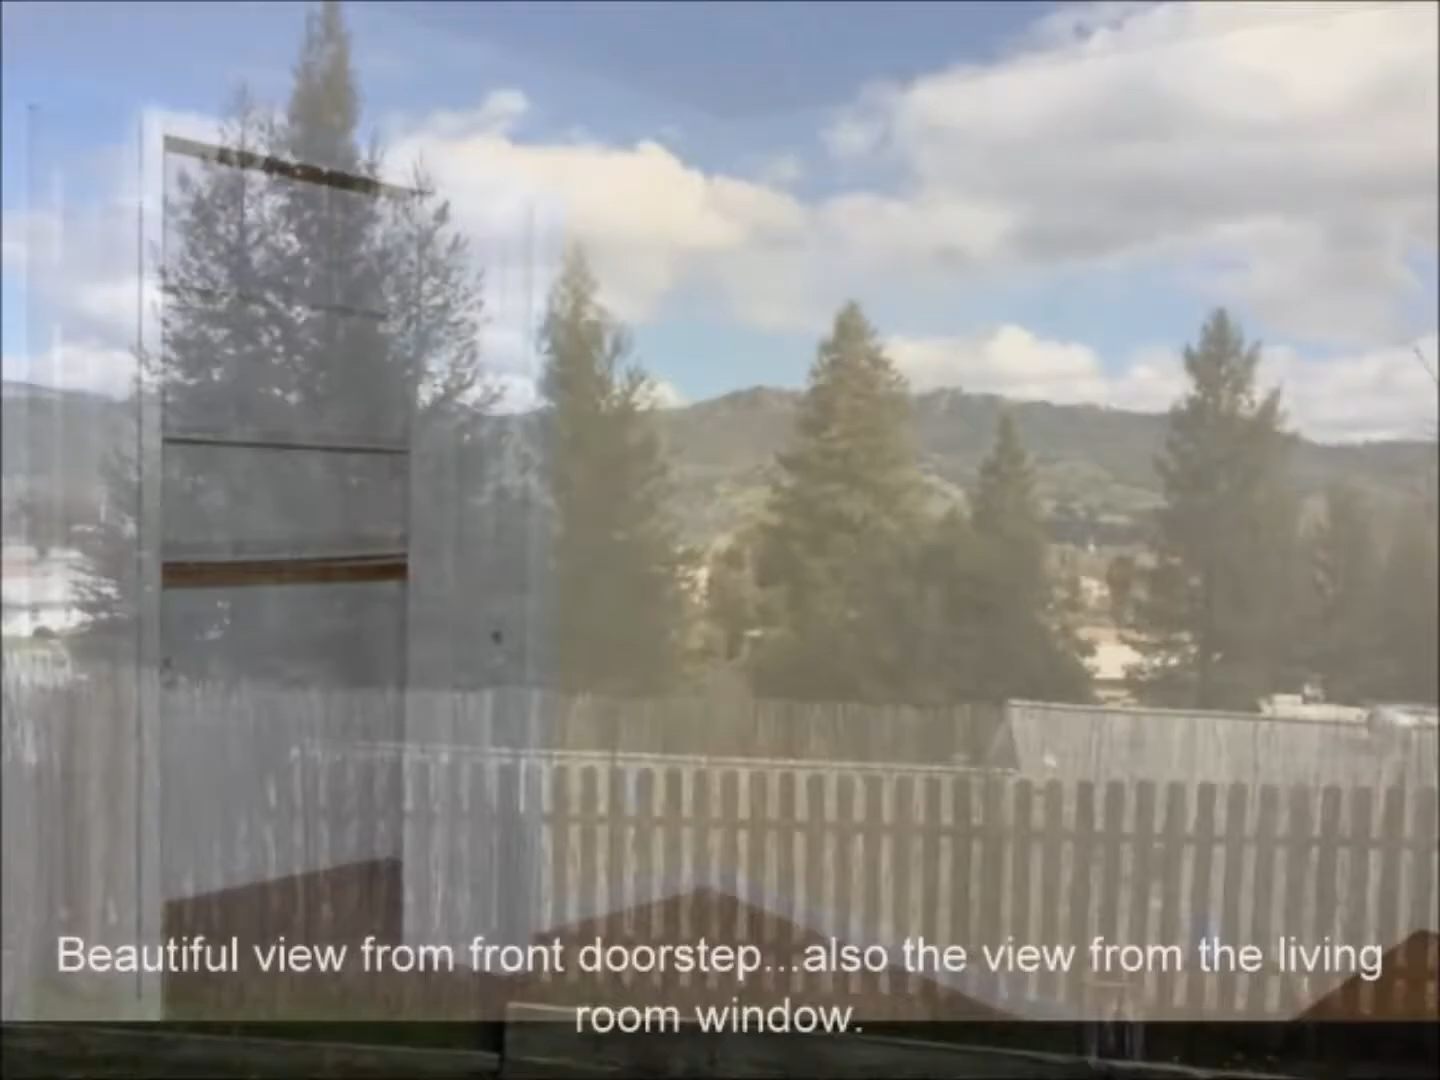 Beautiful view from front doorstep...also the view from the living
room window.